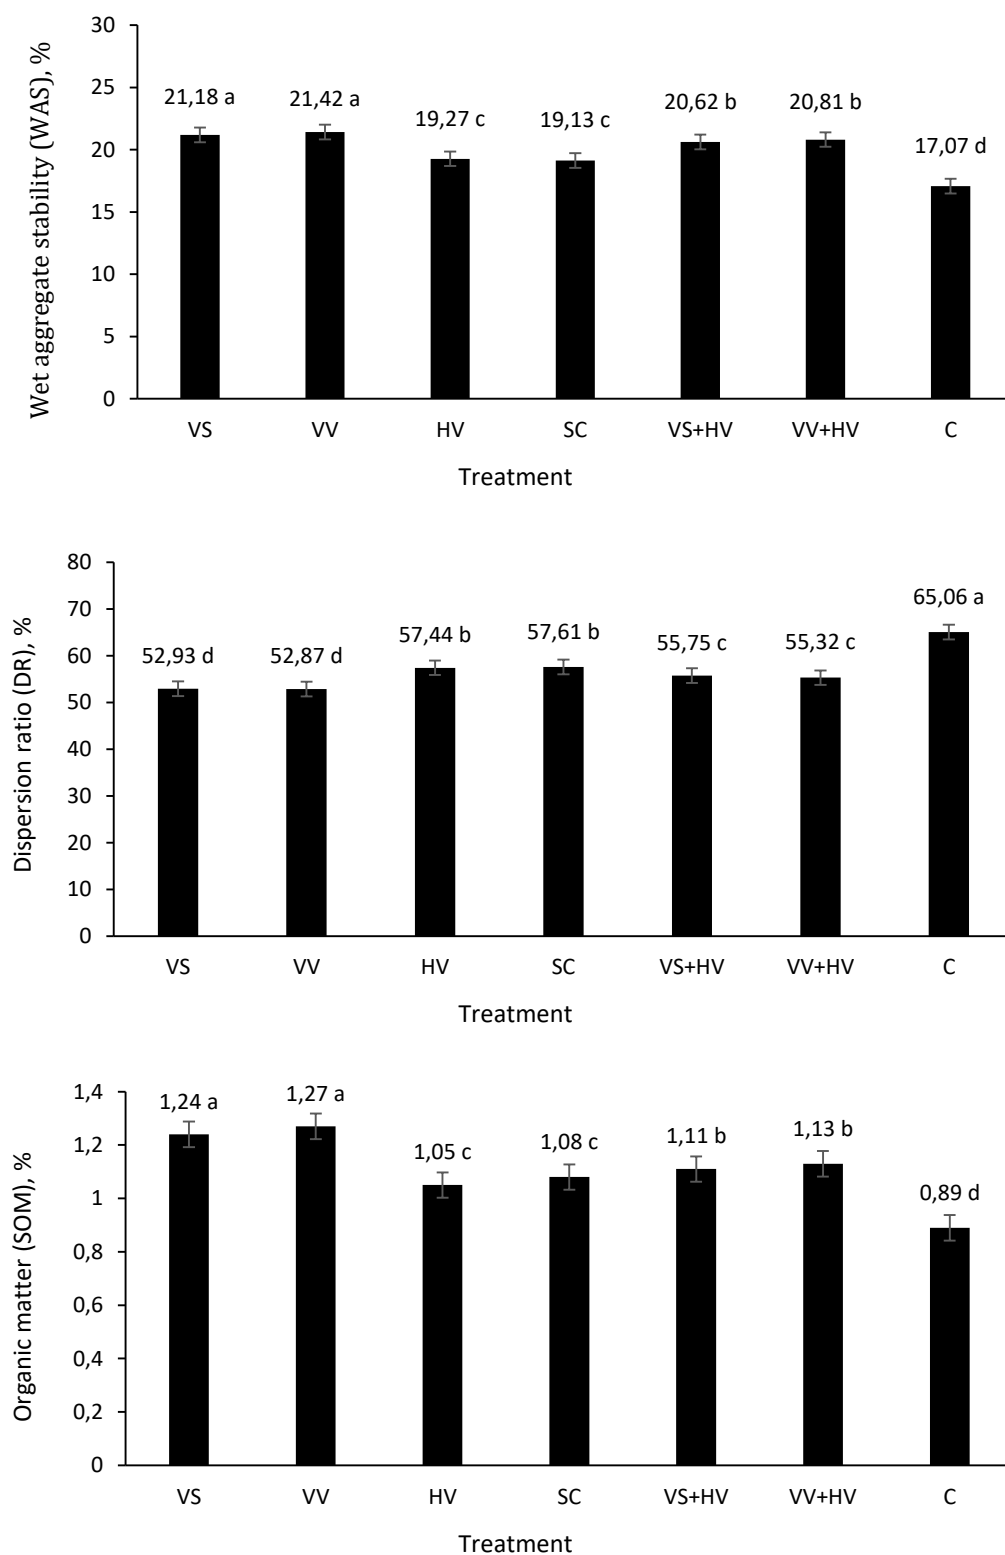 Wet aggregate stability (WAS), %
30
25
20
15
10
5
0
21,18 a
21,42 a
19,27 c
19,13 c
20,62 b
20,81 b
17,07 d
VS VV HV SC VS+HV VV+HV C
Treatment
Dispersion ratio (DR), %
80
70
60
50
40
30
20
10
0
52,93 d
52,87 d
57,44 b
57,61 b
55,75 c
55,32 c
65,06 a
VS VV HV SC VS+HV VV+HV C
Treatment
Organic matter (SOM), %
1,4
1,2
1
0,8
0,6
0,4
0,2
0
1,24 a
1,27 a
1,05 c
1,08 c
1,11 b
1,13 b
0,89 d
VS VV HV SC VS+HV VV+HV C
Treatment